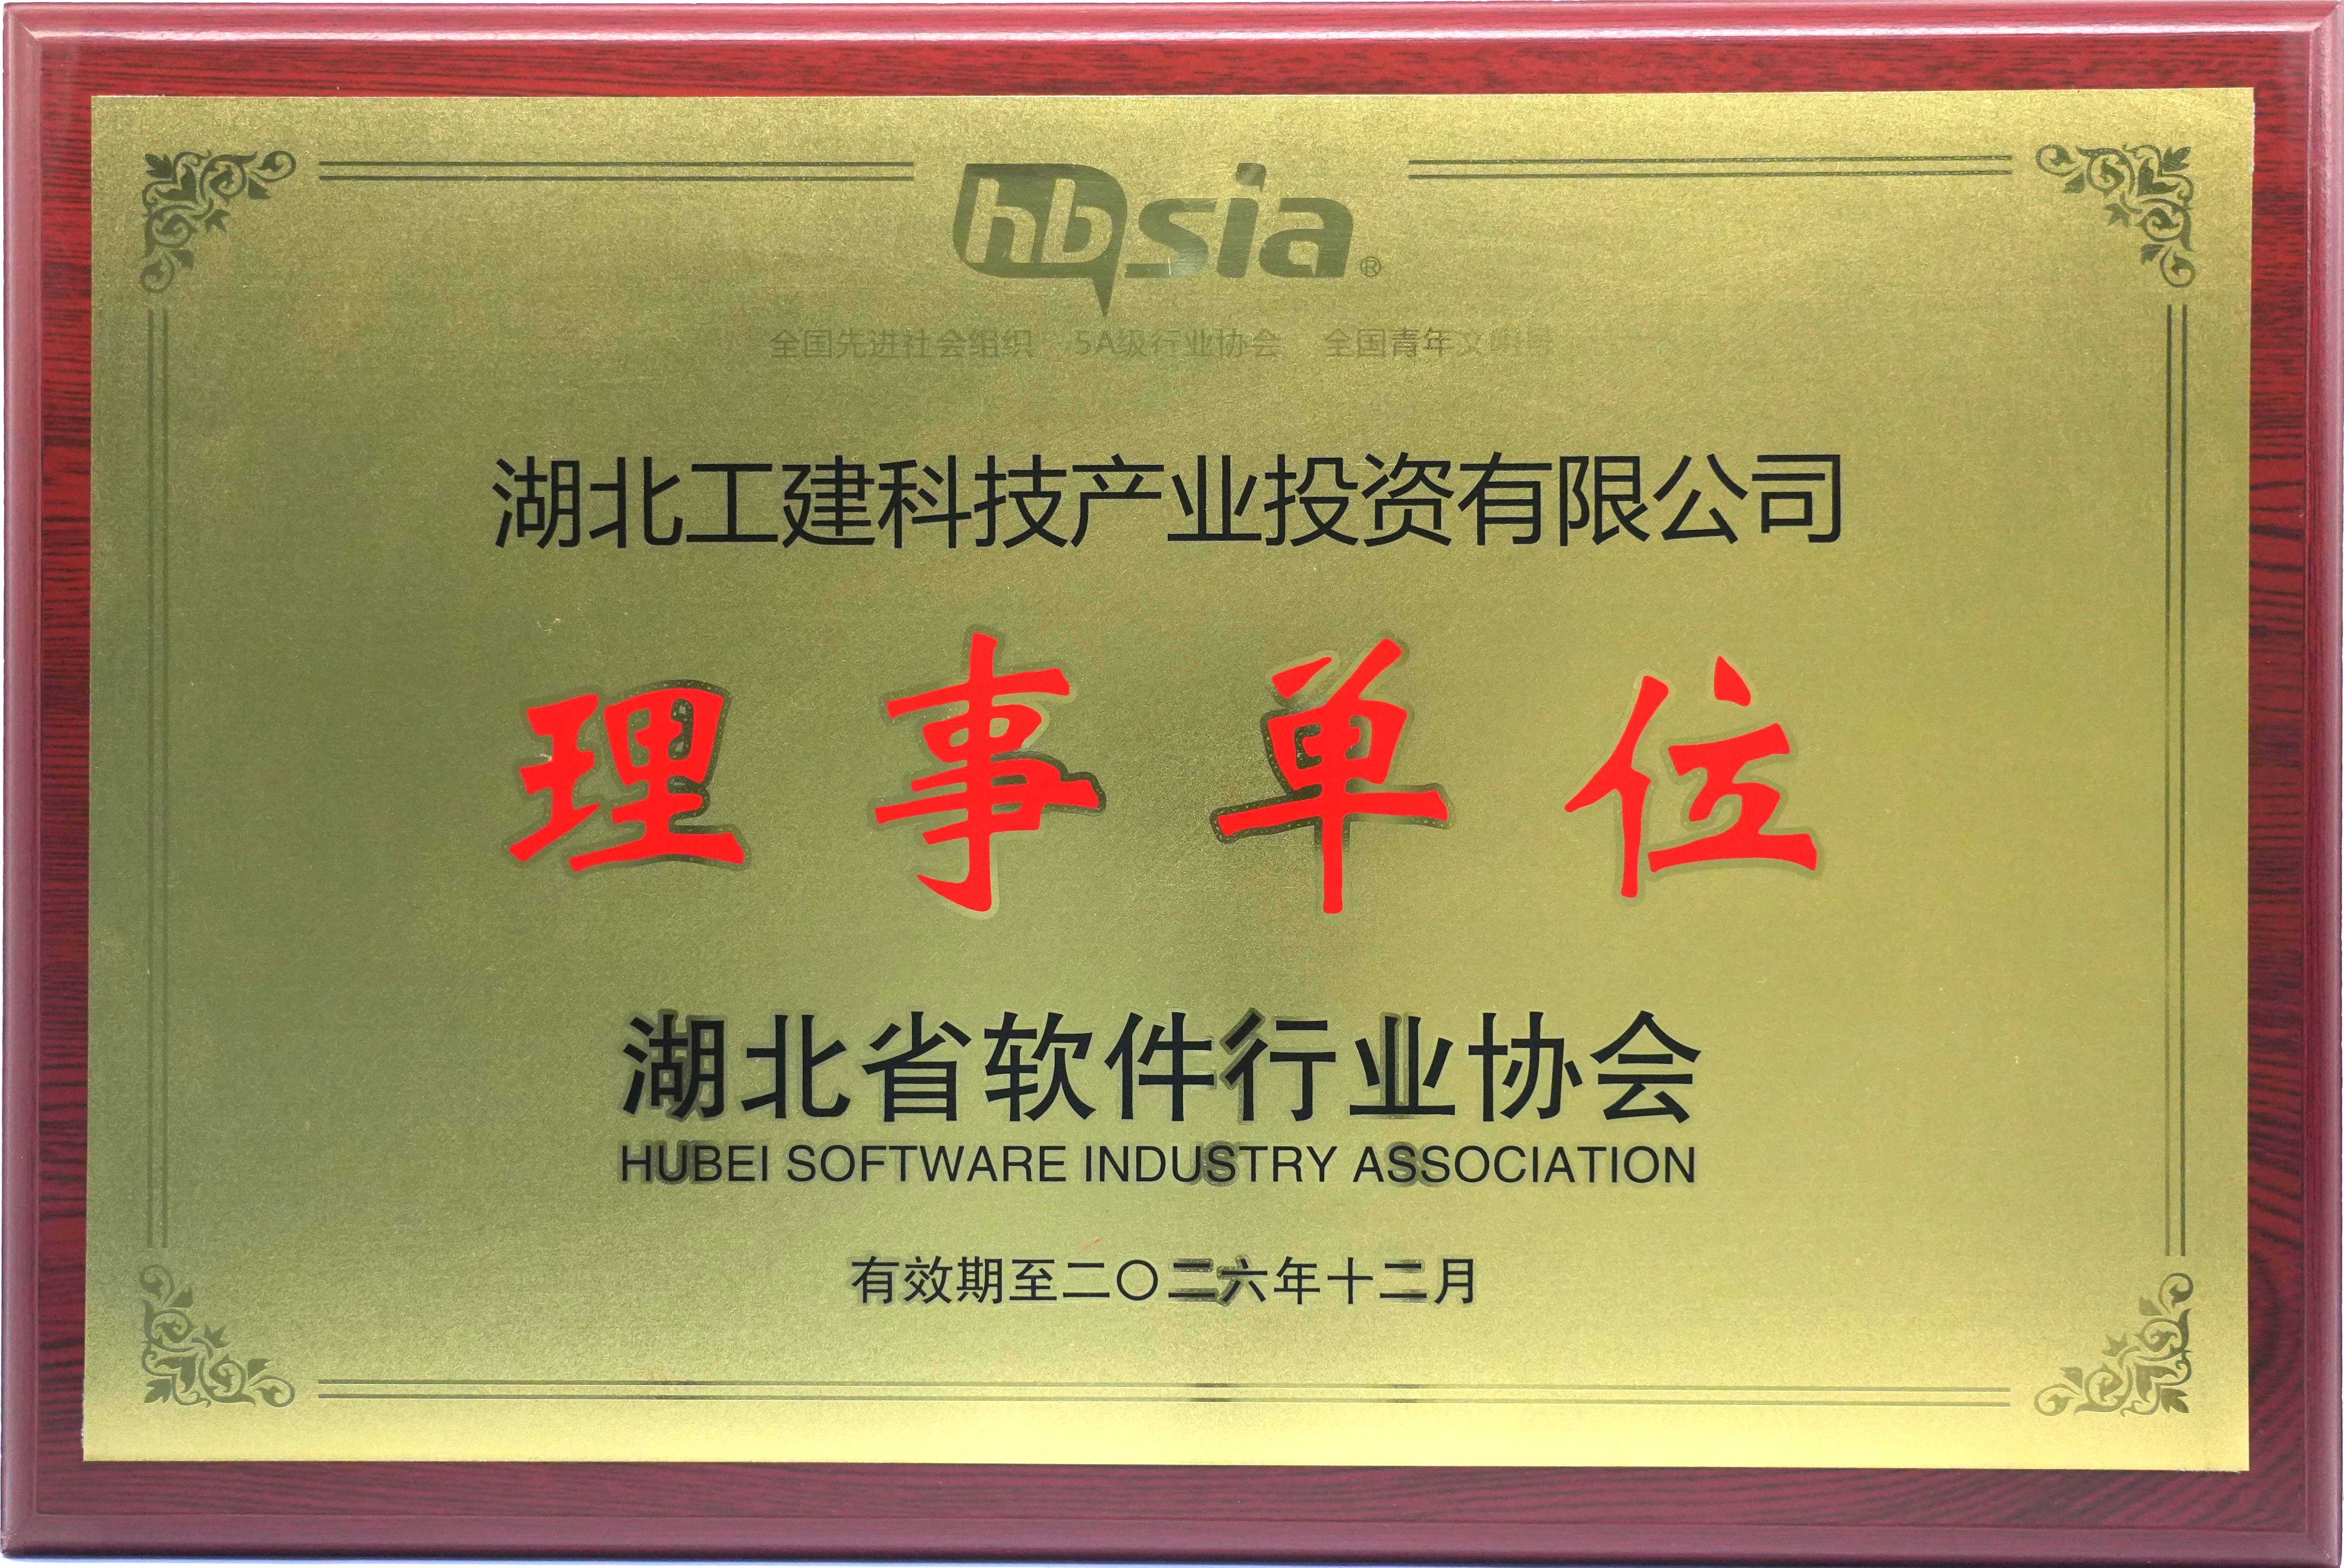 hbsia®
全国先进社会组织 5A级行业协会 全国青年文明号
湖北工建科技产业投资有限公司
理事单位
湖北省软件行业协会
HUBEI SOFTWARE INDUSTRY ASSOCIATION
有效期至二〇二六年十二月